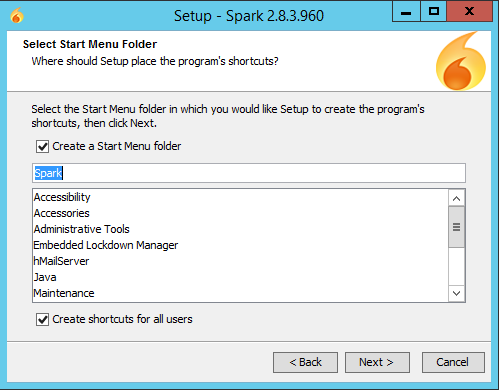 Setup - Spark 2.8.3.960
Select Start Menu Folder
Where should Setup place the program's shortcuts?
Select the Start Menu folder in which you would like Setup to create the program's
shortcuts, then click Next.
Create a Start Menu folder
Spark
Accessibility
Accessories
Administrative Tools
Embedded Lockdown Manager
hMailServer
Java
Maintenance
Create shortcuts for all users
< Back
Next >
Cancel